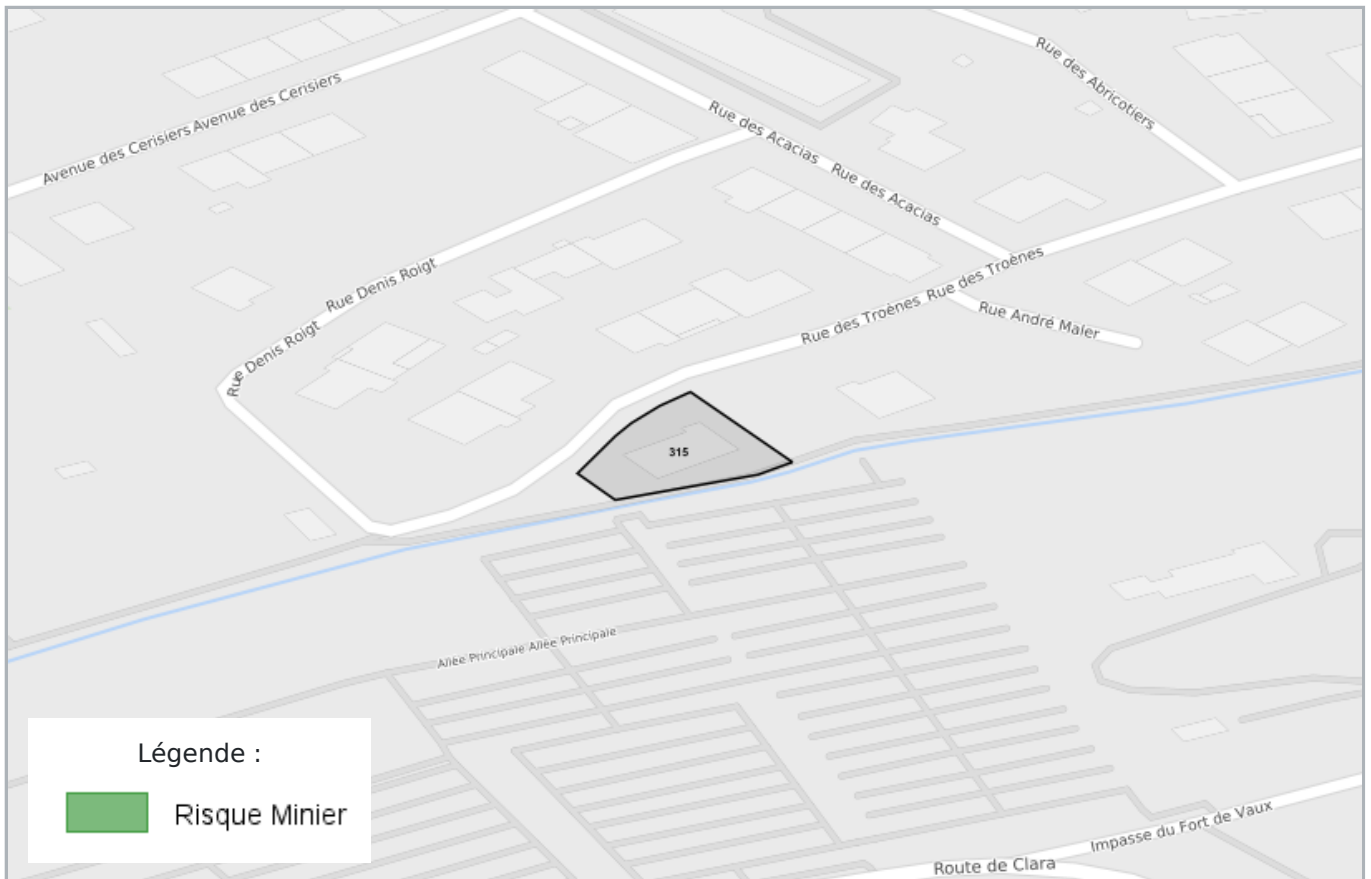 Rue des Abricotiers
Avenue des Cerisiers Avenue des Cerisiers
Rue des Acacias Rue des Acacias
Rue Denis Roigt
Rue des Troènes Rue des Troènes
Rue Denis Roigt
Rue André Maler
315
Allée Principale Allée Principale
Légende :
Risque Minier
Impasse du Fort de Vaux
Route de Clara